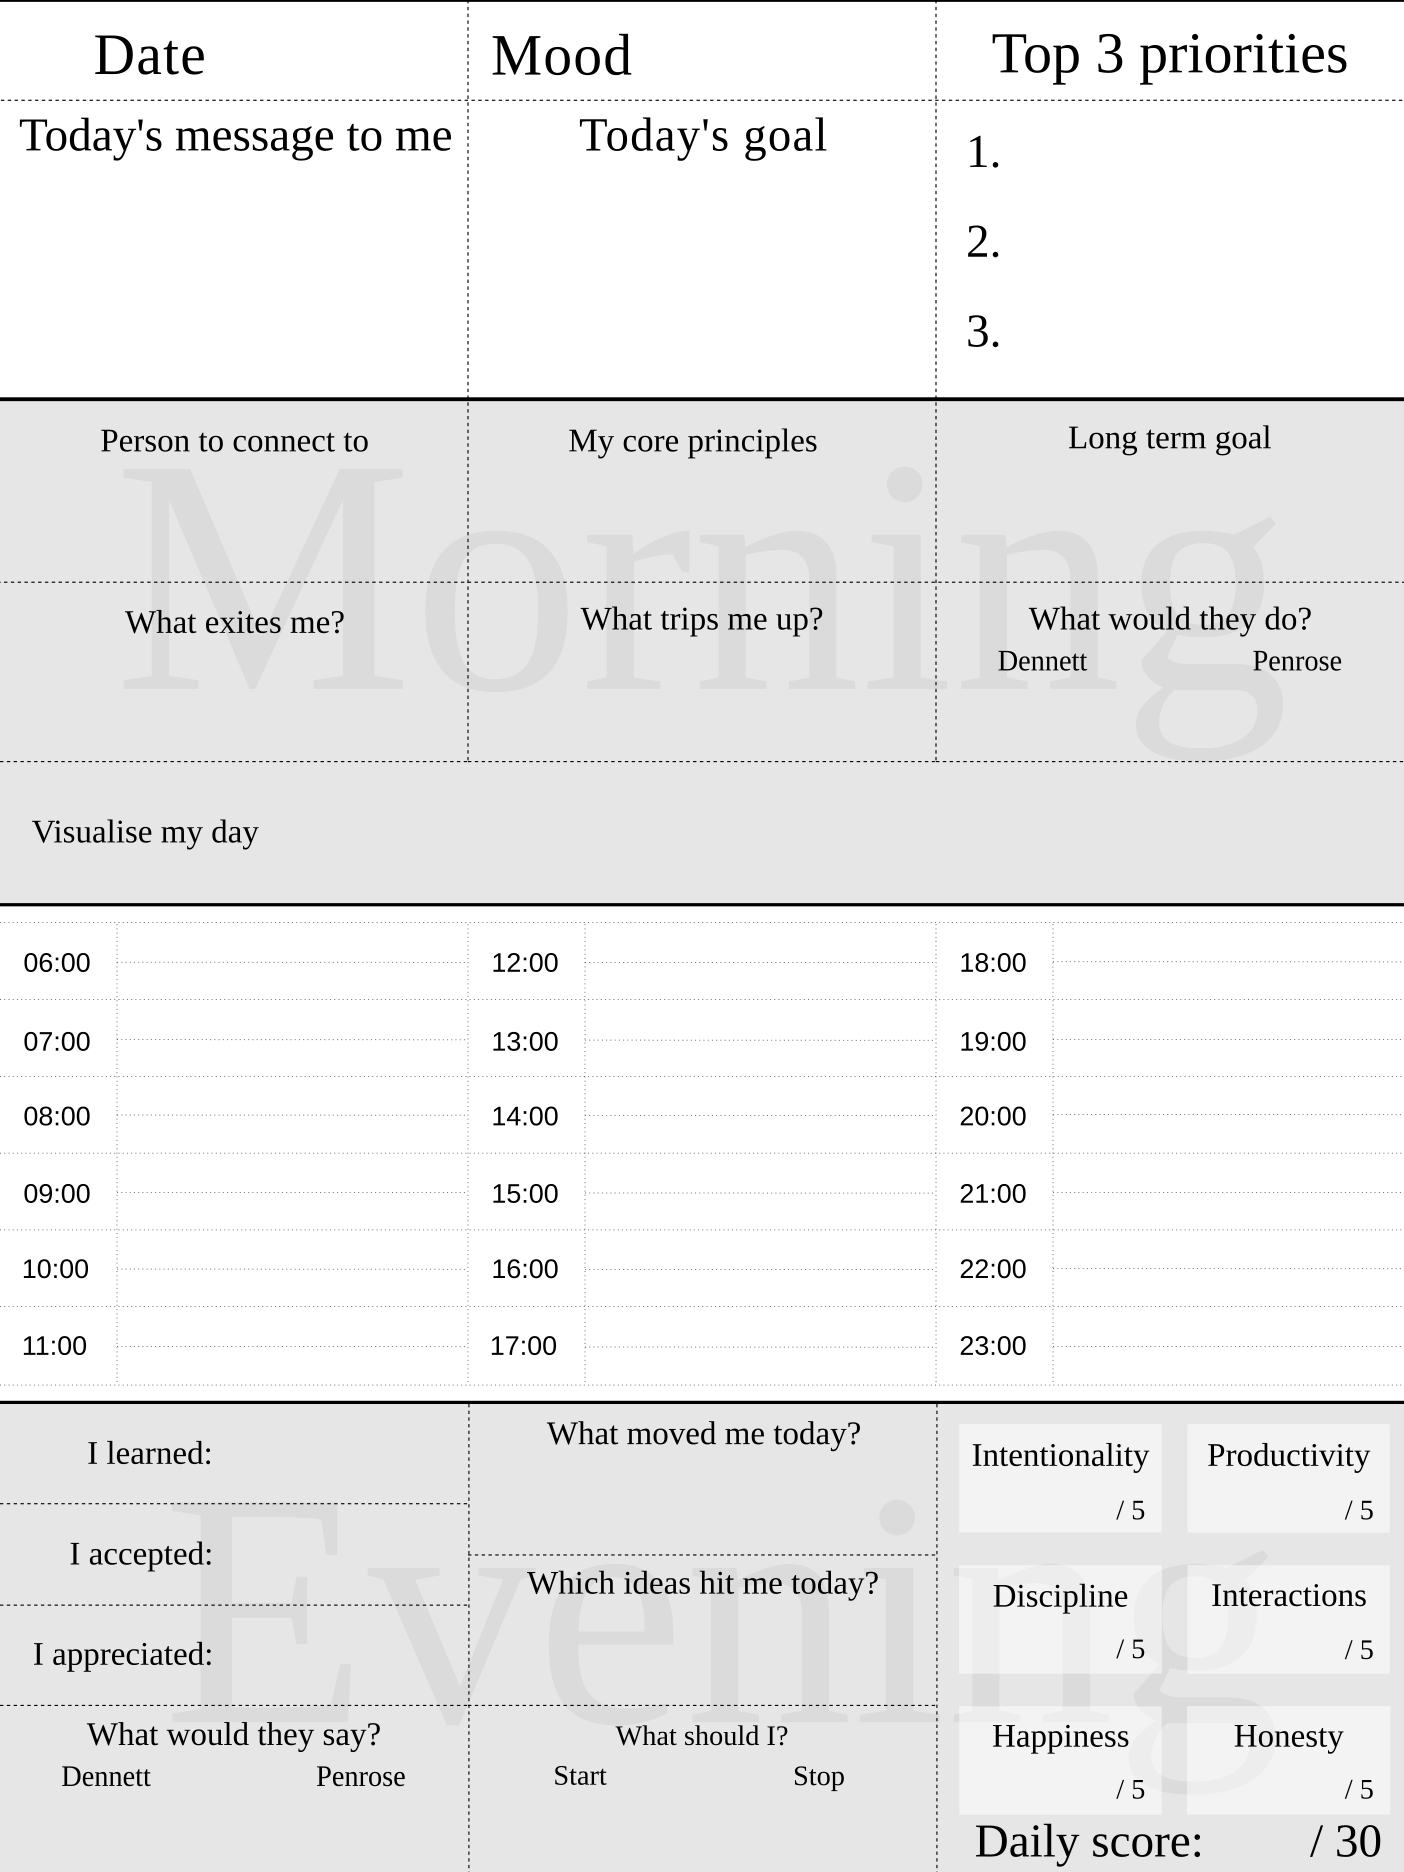 Date
Mood
Top 3 priorities
Today's message to me
Today's goal
1.
2.
3.
Morning
Person to connect to
My core principles
Long term goal
What exites me?
What trips me up?
What would they do?
Dennett
Penrose
Visualise my day
06:00
07:00
08:00
09:00
10:00
11:00
12:00
13:00
14:00
15:00
16:00
17:00
18:00
19:00
20:00
21:00
22:00
23:00
Evening
I learned:
I accepted:
I appreciated:
What would they say?
Dennett
Penrose
What moved me today?
Which ideas hit me today?
What should I?
Start
Stop
Intentionality
/ 5
Productivity
/ 5
Discipline
/ 5
Interactions
/ 5
Happiness
/ 5
Honesty
/ 5
Daily score: / 30